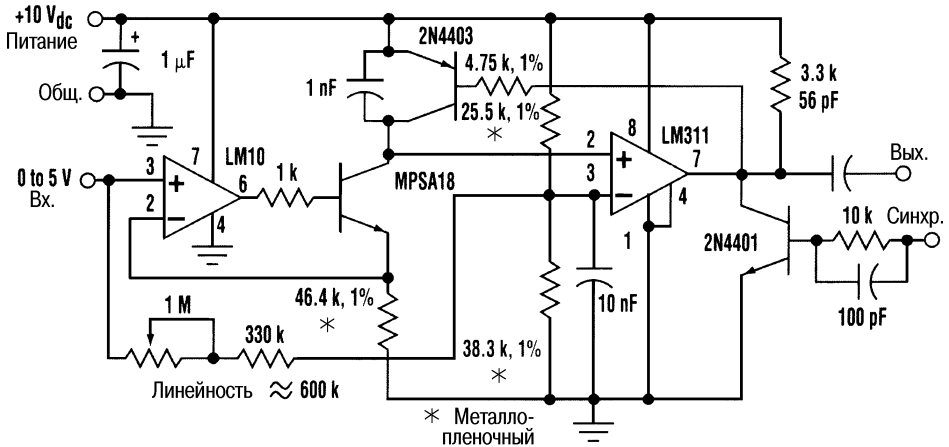 +10 Vdc
Питание
+
1 µF
Общ.
2N4403
1 nF
4.75 k, 1%
25.5 k, 1%
*
3.3 k
56 pF
0 to 5 V
Вх.
3
+
2
−
7
LM10
6
4
1 k
MPSA18
2
+
3
−
8
LM311
7
4
1
Вых.
2N4401
10 k
Синхр.
100 pF
46.4 k, 1%
*
10 nF
1 M
330 k
38.3 k, 1%
*
Линейность ≈ 600 k
* Металло-
пленочный